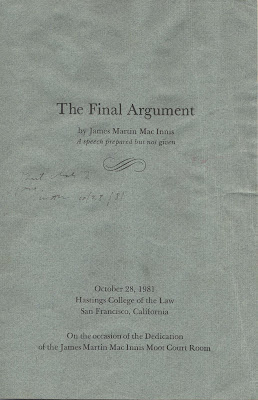 The Final Argument
by James Martin Mac Innis
A speech prepared but not given
October 28, 1981
Hastings College of the Law
San Francisco, California
On the occasion of the Dedication
of the James Martin Mac Innis Moot Court Room